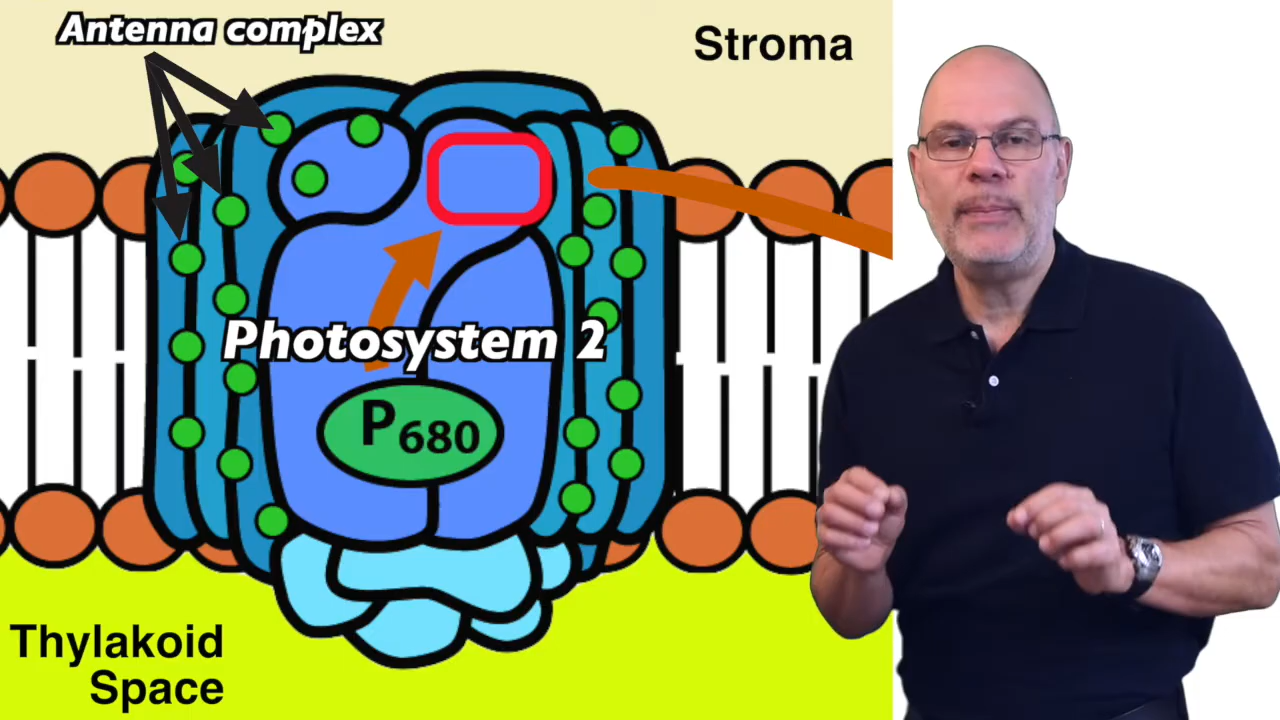 Antenna complex
Stroma
Photosystem 2
P680
Thylakoid
Space